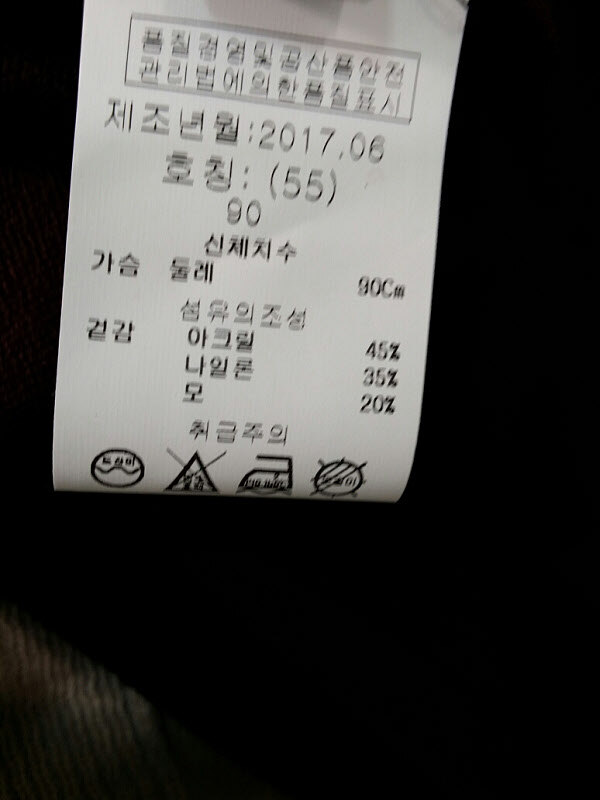 품질경영및공산품안전
관리법에의한품질표시
제조년월:2017.06
호칭: (55)
90
신체치수
가슴 둘레 90Cm
섬유의조성
겉감 아크릴 45%
나일론 35%
모 20%
취급주의
드라이